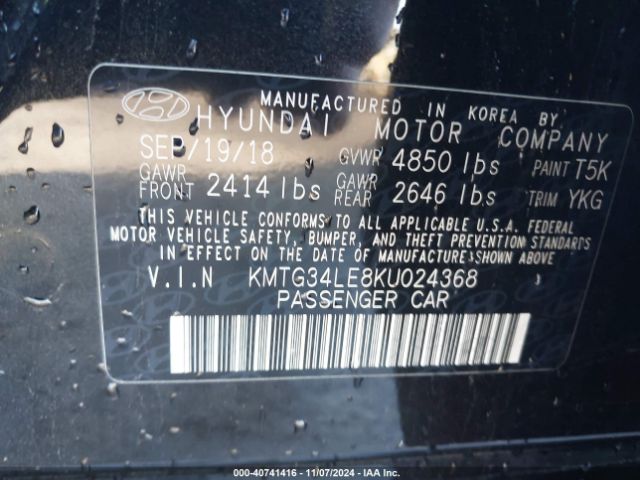 MANUFACTURED IN KOREA BY
HYUNDAI MOTOR COMPANY
SEP/19/18 GVWR 4850 lbs PAINT T5K
GAWR FRONT 2414 lbs GAWR REAR 2646 lbs TRIM YKG
THIS VEHICLE CONFORMS TO ALL APPLICABLE U.S.A. FEDERAL
MOTOR VEHICLE SAFETY, BUMPER, AND THEFT PREVENTION STANDARDS
IN EFFECT ON THE DATE OF MANUFACTURE SHOWN ABOVE
V.I.N KMTG34LE8KU024368
PASSENGER CAR
000-40741416 - 11/07/2024 - IAA Inc.